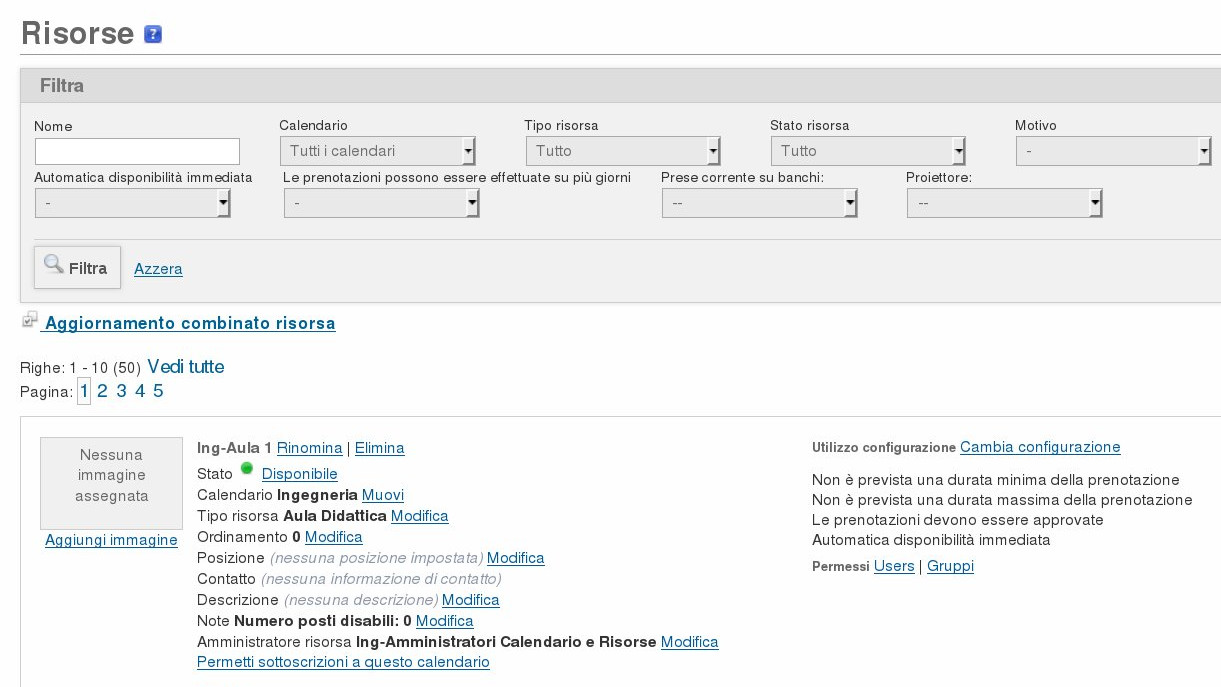 Risorse ?
Filtra
Nome Calendario Tipo risorsa Stato risorsa Motivo
Tutti i calendari Tutto Tutto -
Automatica disponibilità immediata Le prenotazioni possono essere effettuate su più giorni Prese corrente su banchi: Proiettore:
- - -- --
Filtra Azzera
Aggiornamento combinato risorsa
Righe: 1 - 10 (50) Vedi tutte
Pagina: 1 2 3 4 5
Nessuna
immagine
assegnata
Aggiungi immagine
Ing-Aula 1 Rinomina | Elimina
Stato Disponibile
Calendario Ingegneria Muovi
Tipo risorsa Aula Didattica Modifica
Ordinamento 0 Modifica
Posizione (nessuna posizione impostata) Modifica
Contatto (nessuna informazione di contatto)
Descrizione (nessuna descrizione) Modifica
Note Numero posti disabili: 0 Modifica
Amministratore risorsa Ing-Amministratori Calendario e Risorse Modifica
Permetti sottoscrizioni a questo calendario
Utilizzo configurazione Cambia configurazione
Non è prevista una durata minima della prenotazione
Non è prevista una durata massima della prenotazione
Le prenotazioni devono essere approvate
Automatica disponibilità immediata
Permessi Users | Gruppi